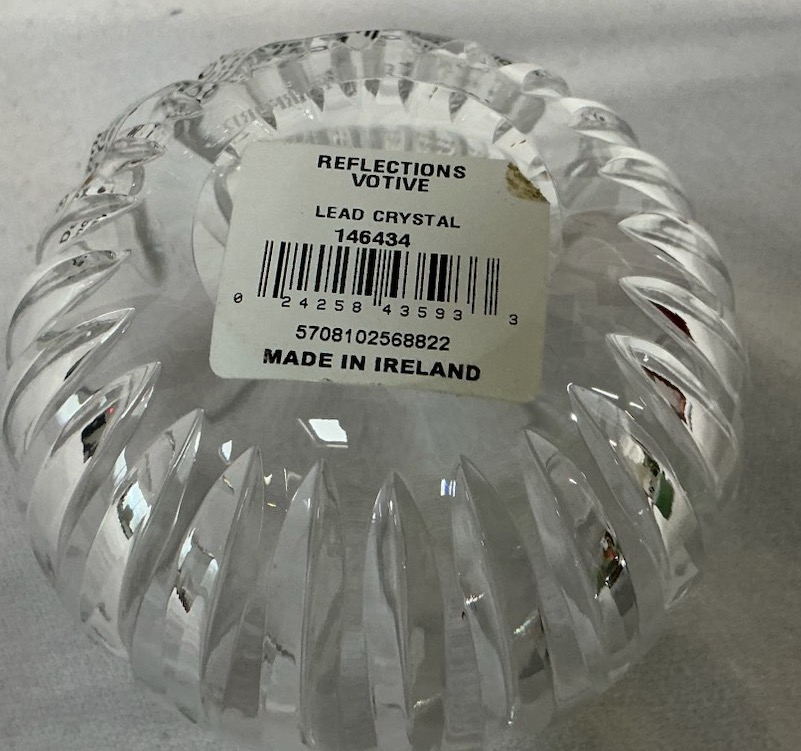 REFLECTIONS
VOTIVE
LEAD CRYSTAL
146434
0 24258 43593 3
5708102568822
MADE IN IRELAND